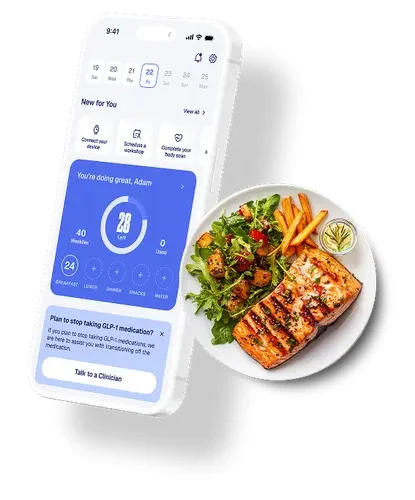 9:41
19 20 21 22 23 24 25
Tue Fri Sat Sun Mon
New for You
View all >
Connect your device
Schedule a workshop
Complete your body scan
You're doing great, Adam
28
Left
40
Weeklies
0
Used
24
BREAKFAST LUNCH DINNER SNACKS WATER
Plan to stop taking GLP-1 medication?
If you plan to stop taking GLP-1 medications, we
are here to assist you with transitioning off the
medication.
Talk to a Clinician